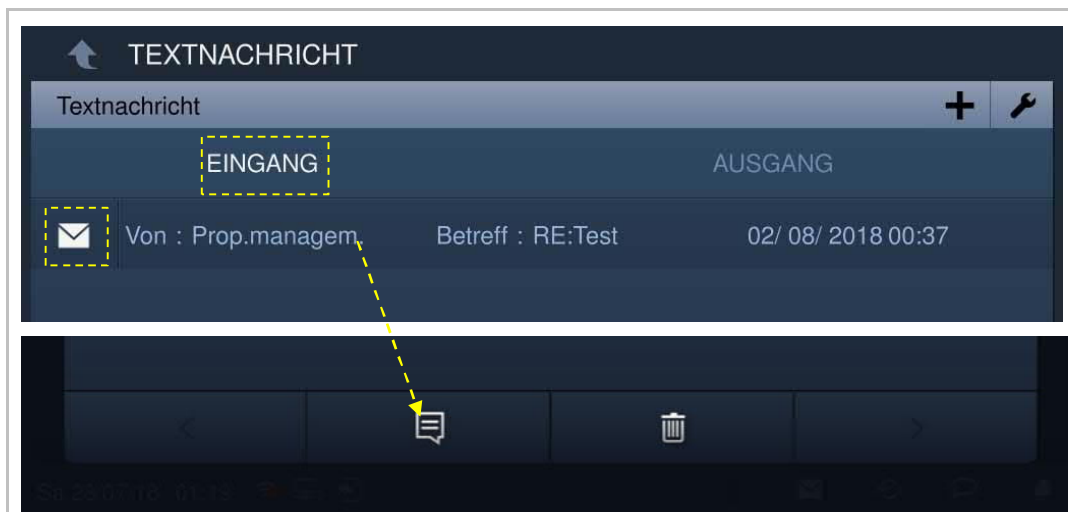 TEXTNACHRICHT
Textnachricht
EINGANG AUSGANG
Von : Prop.managem. Betreff : RE:Test 02/ 08/ 2018 00:37